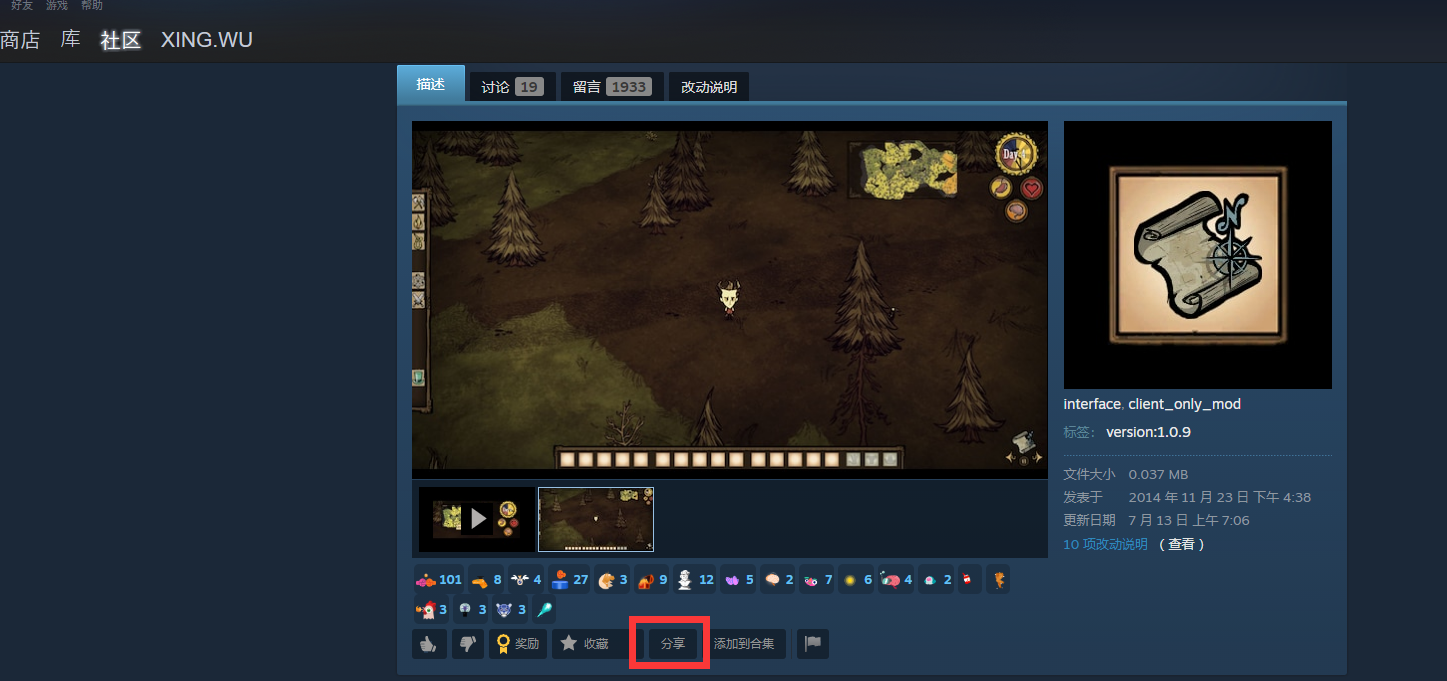 好友 游戏 帮助
商店 库 社区 XING.WU
描述 讨论 19 留言 1933 改动说明
Day 4
N
interface, client_only_mod
标签： version:1.0.9
文件大小 0.037 MB
发表于 2014 年 11 月 23 日 下午 4:38
更新日期 7 月 13 日 上午 7:06
10 项改动说明 ( 查看 )
101 8 4 27 3 9 12 5 2 7 6 4 2
3 3 3
奖励 收藏 分享 添加到合集